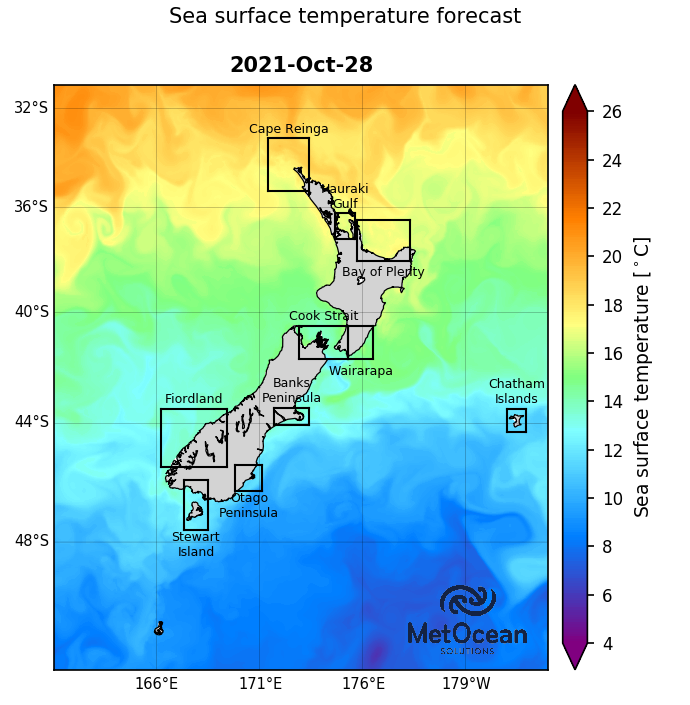 Sea surface temperature forecast
2021-Oct-28
32°S
36°S
40°S
44°S
48°S
Cape Reinga
Hauraki
Gulf
Bay of Plenty
Cook Strait
Wairarapa
Banks
Peninsula
Chatham
Islands
Fiordland
Otago
Peninsula
Stewart
Island
MetOcean
SOLUTIONS
166°E
171°E
176°E
179°W
26
24
22
20
18
16
14
12
10
8
6
4
Sea surface temperature [°C]